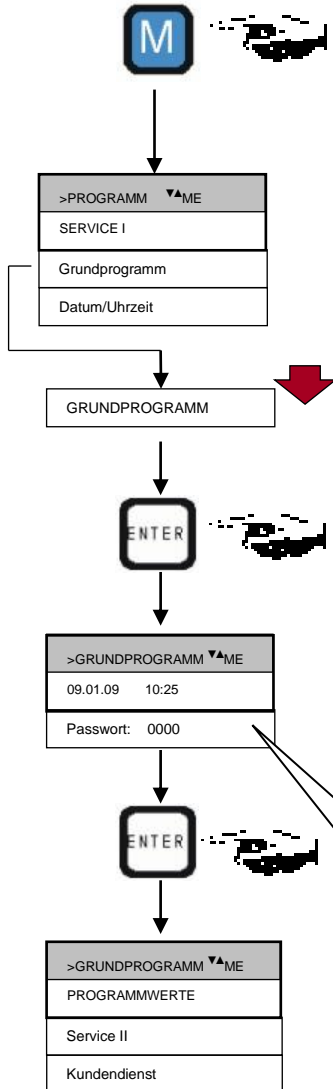 M
>PROGRAMM ▼▲ME
SERVICE I
Grundprogramm
Datum/Uhrzeit
GRUNDPROGRAMM
ENTER
>GRUNDPROGRAMM ▼▲ME
09.01.09 10:25
Passwort: 0000
ENTER
>GRUNDPROGRAMM ▼▲ME
PROGRAMMWERTE
Service II
Kundendienst